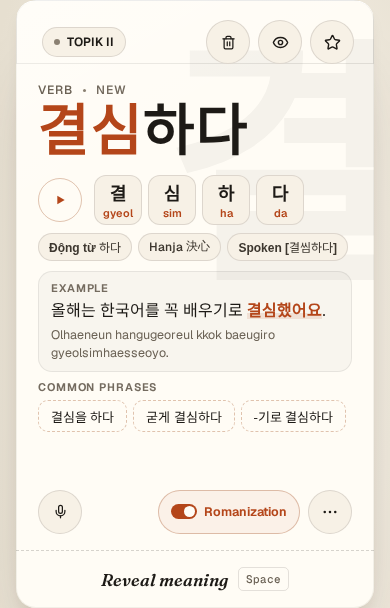 TOPIK II
VERB • NEW
결심하다
결 심 하 다
gyeol sim ha da
Động từ 하다 Hanja 決心 Spoken [결심하다]
EXAMPLE
올해는 한국어를 꼭 배우기로 결심했어요.
Olhaeneun hangugeoreul kkok baeugiro
gyeolsimhaesseoyo.
COMMON PHRASES
결심을 하다 굳게 결심하다 -기로 결심하다
Romanization
Reveal meaning Space